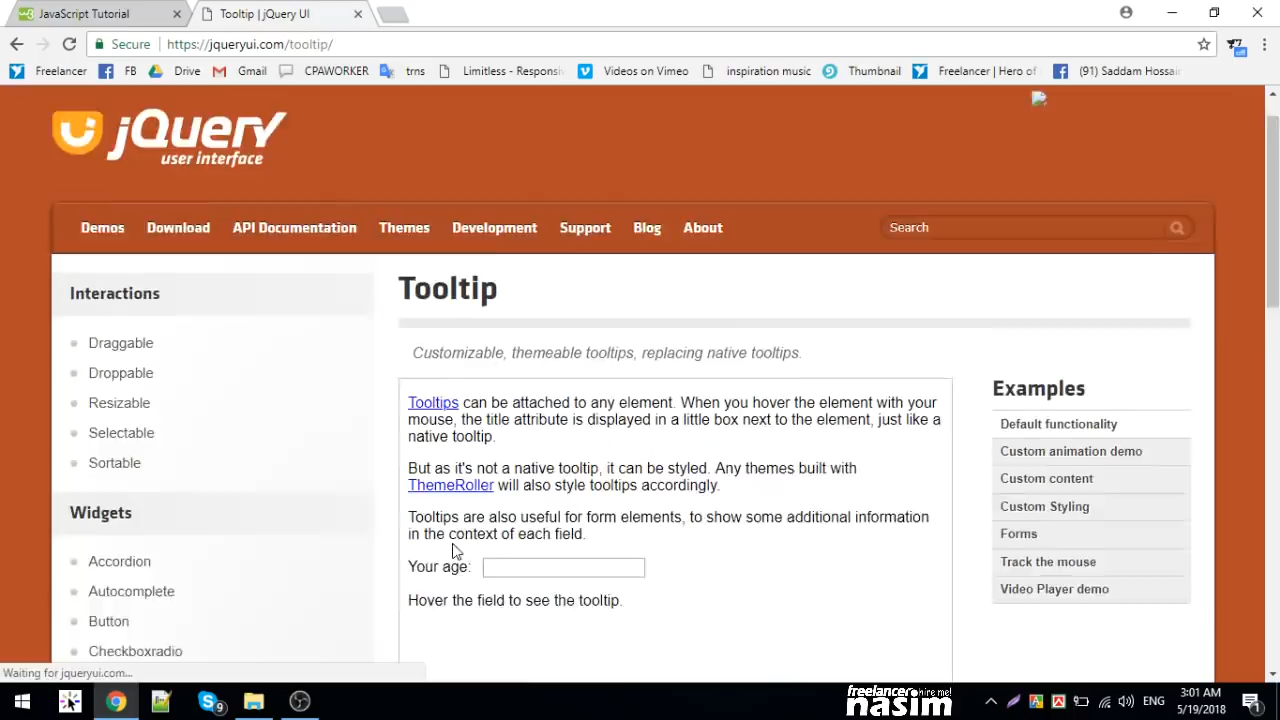 JavaScript Tutorial
Tooltip | jQuery UI
Secure
https://jqueryui.com/tooltip/
Freelancer
FB
Drive
Gmail
CPAWORKER
trns
Limitless - Responsiv
Videos on Vimeo
inspiration music
Thumbnail
Freelancer | Hero of
(91) Saddam Hossain
jQuery
user interface
Demos
Download
API Documentation
Themes
Development
Support
Blog
About
Search
Interactions
Draggable
Droppable
Resizable
Selectable
Sortable
Widgets
Accordion
Autocomplete
Button
Checkboxradio
Tooltip
Customizable, themeable tooltips, replacing native tooltips.
Tooltips can be attached to any element. When you hover the element with your
mouse, the title attribute is displayed in a little box next to the element, just like a
native tooltip.
But as it's not a native tooltip, it can be styled. Any themes built with
ThemeRoller will also style tooltips accordingly.
Tooltips are also useful for form elements, to show some additional information
in the context of each field.
Your age:
Hover the field to see the tooltip.
Examples
Default functionality
Custom animation demo
Custom content
Custom Styling
Forms
Track the mouse
Video Player demo
Waiting for jqueryui.com...
9
freelancer hire me!
nasim
ENG
3:01 AM
5/19/2018
1